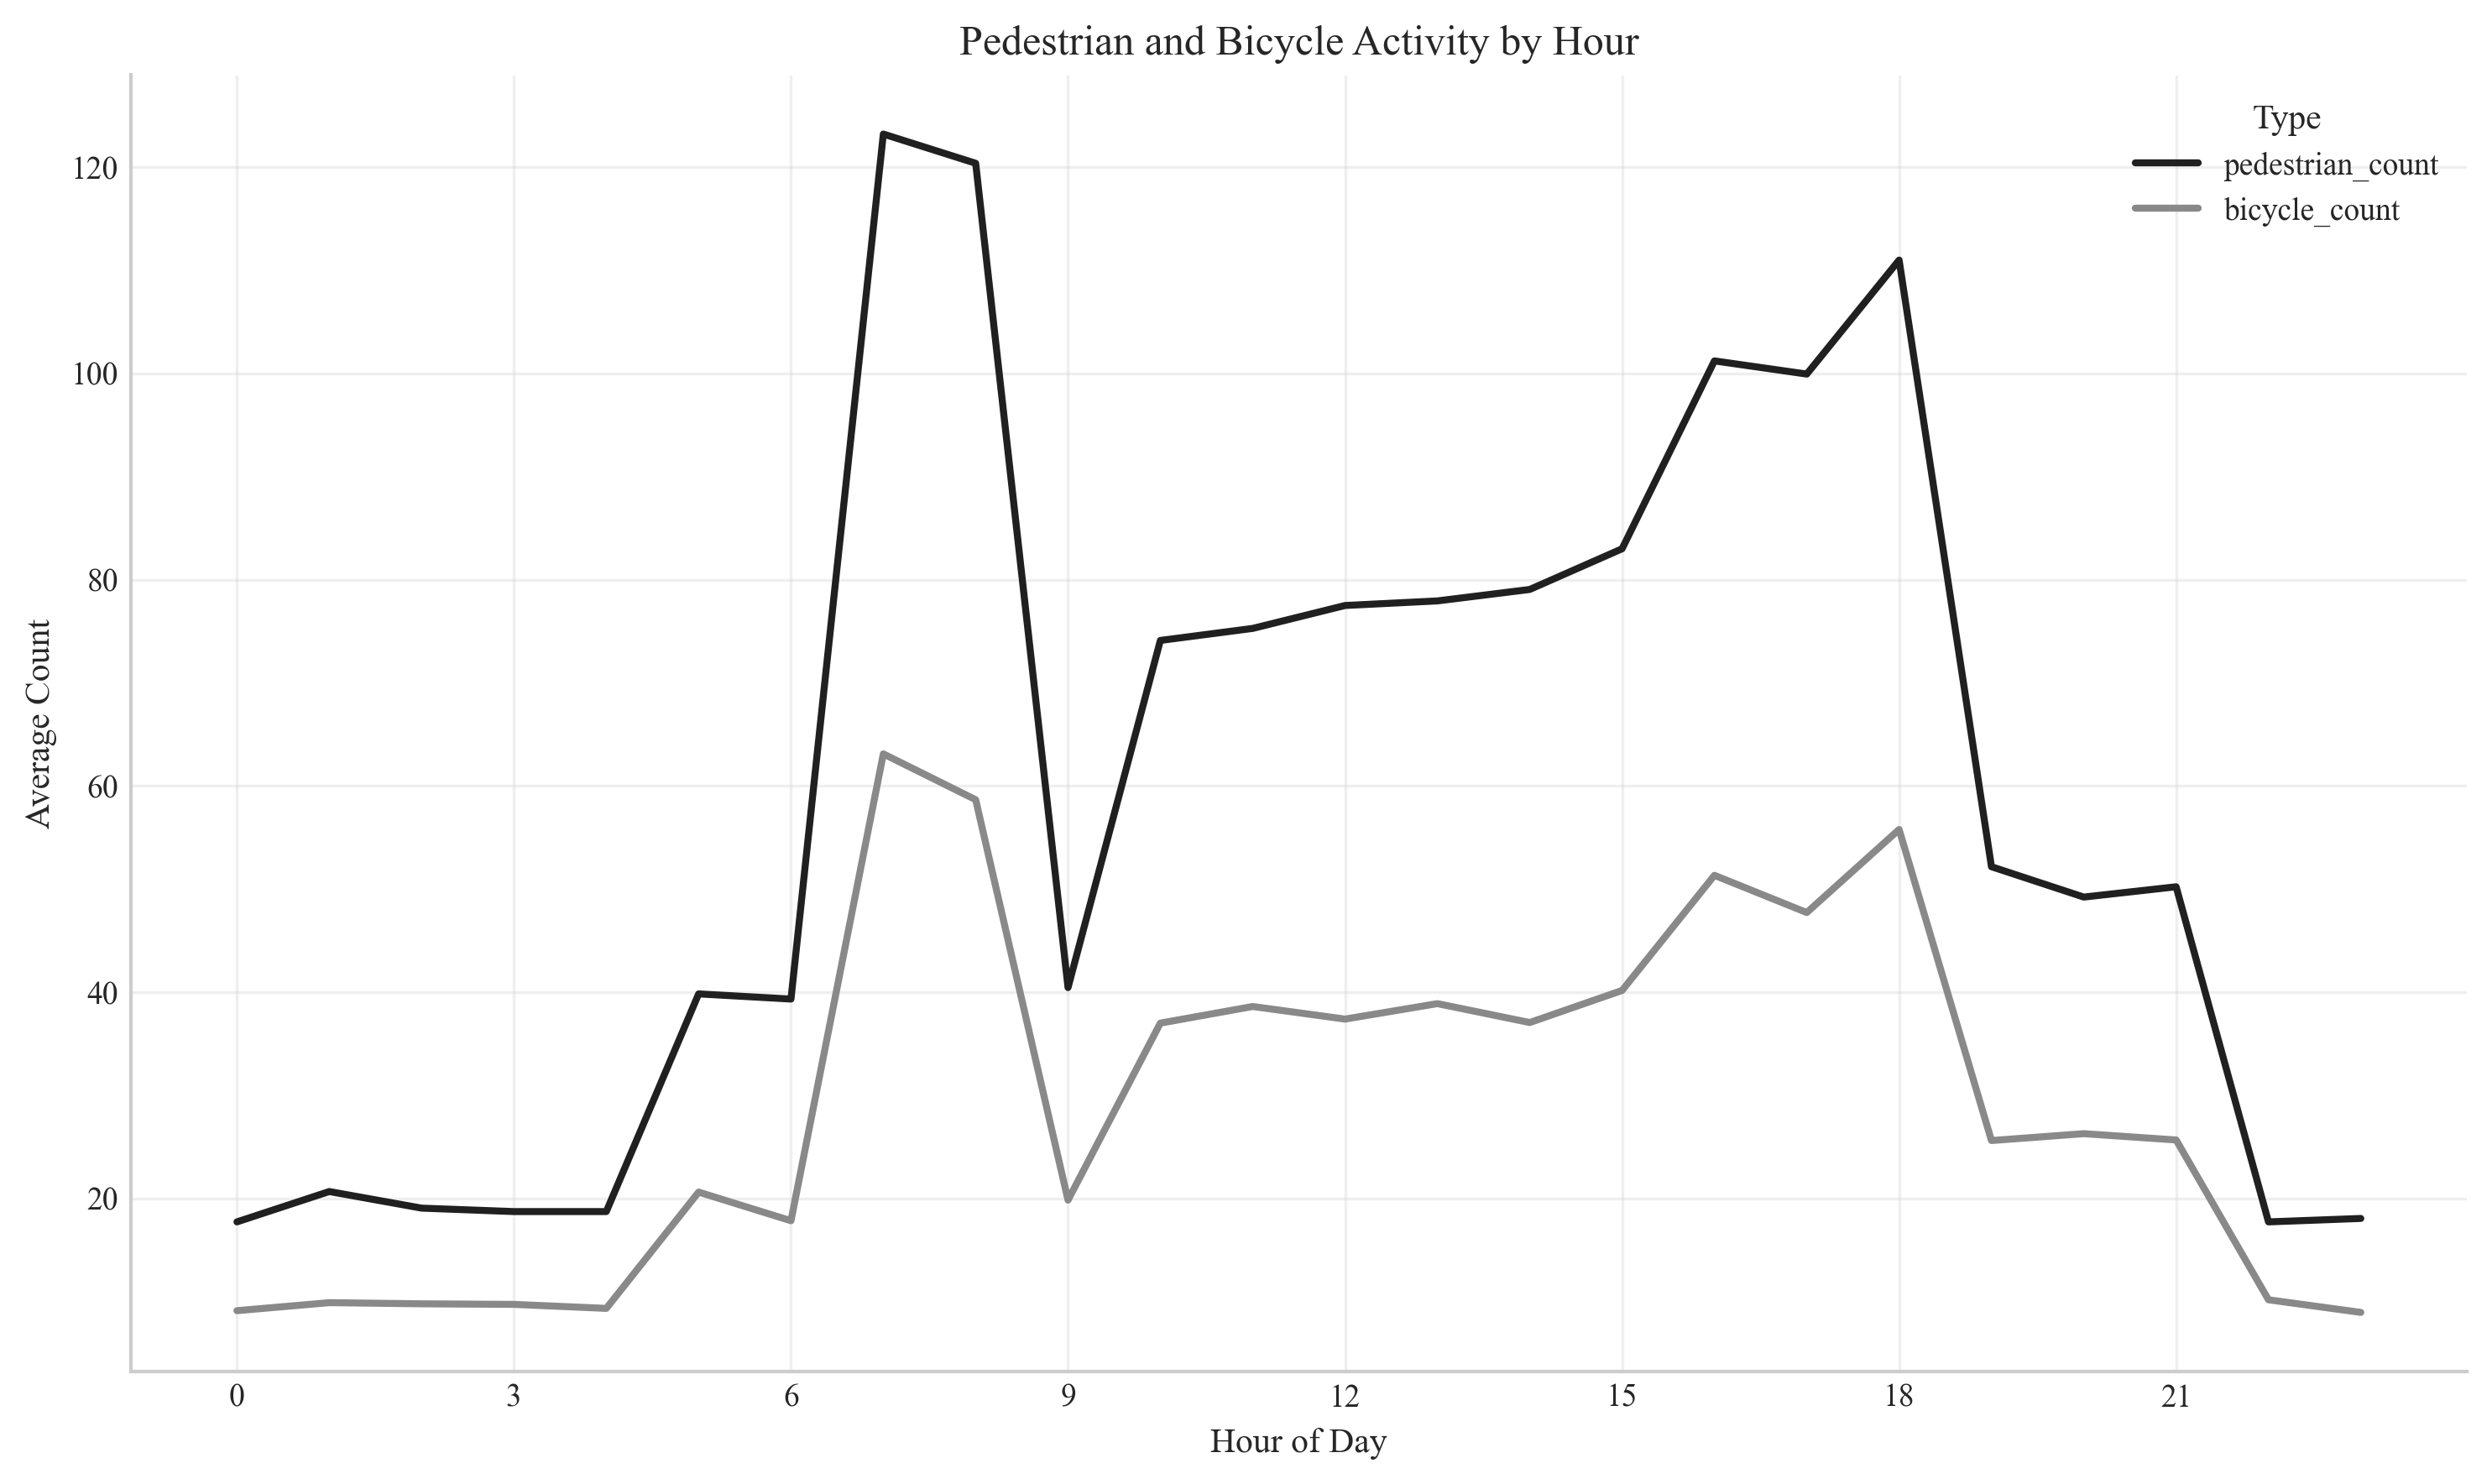 Pedestrian and Bicycle Activity by Hour
Type
pedestrian_count
bicycle_count
120
100
80
60
40
20
Average Count
0 3 6 9 12 15 18 21
Hour of Day